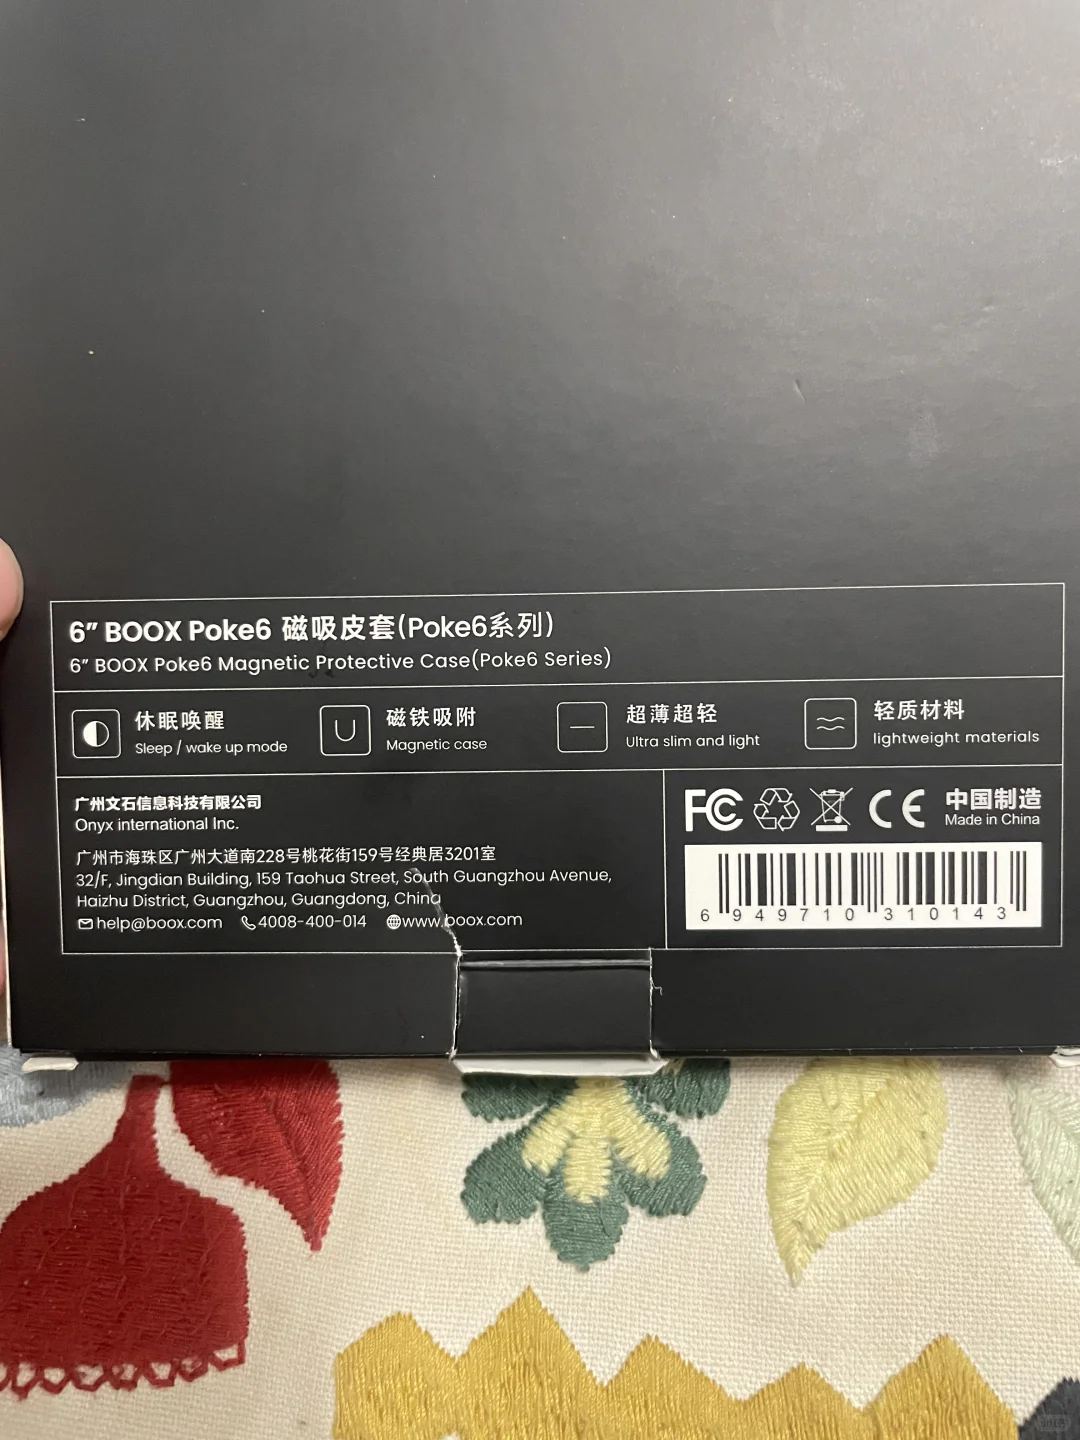 6” BOOX Poke6 磁吸皮套(Poke6系列)
6” BOOX Poke6 Magnetic Protective Case(Poke6 Series)
休眠唤醒
Sleep / wake up mode
磁铁吸附
Magnetic case
超薄超轻
Ultra slim and light
轻质材料
lightweight materials
广州文石信息科技有限公司
Onyx international Inc.
广州市海珠区广州大道南228号桃花街159号经典居3201室
32/F, Jingdian Building, 159 Taohua Street, South Guangzhou Avenue,
Haizhu District, Guangzhou, Guangdong, China
help@boox.com 4008-400-014 www.boox.com
FC CE 中国制造
Made in China
6 949710 310143